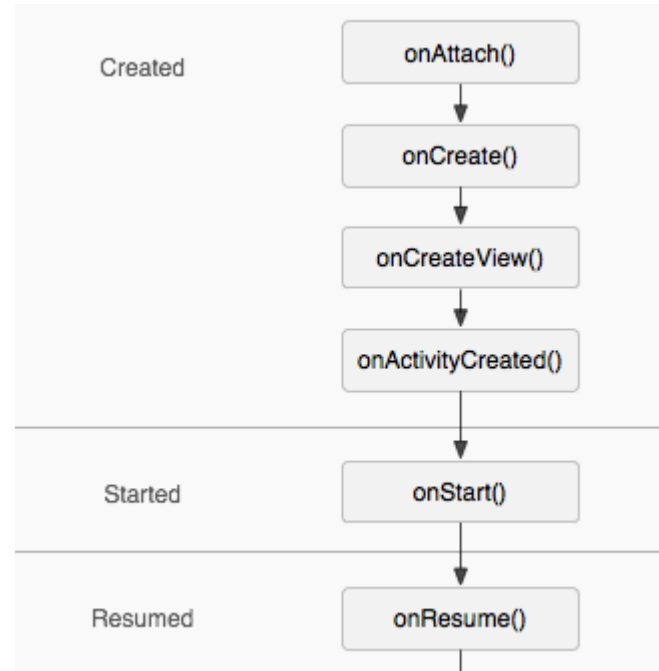 Created
onAttach()
onCreate()
onCreateView()
onActivityCreated()
Started
onStart()
Resumed
onResume()